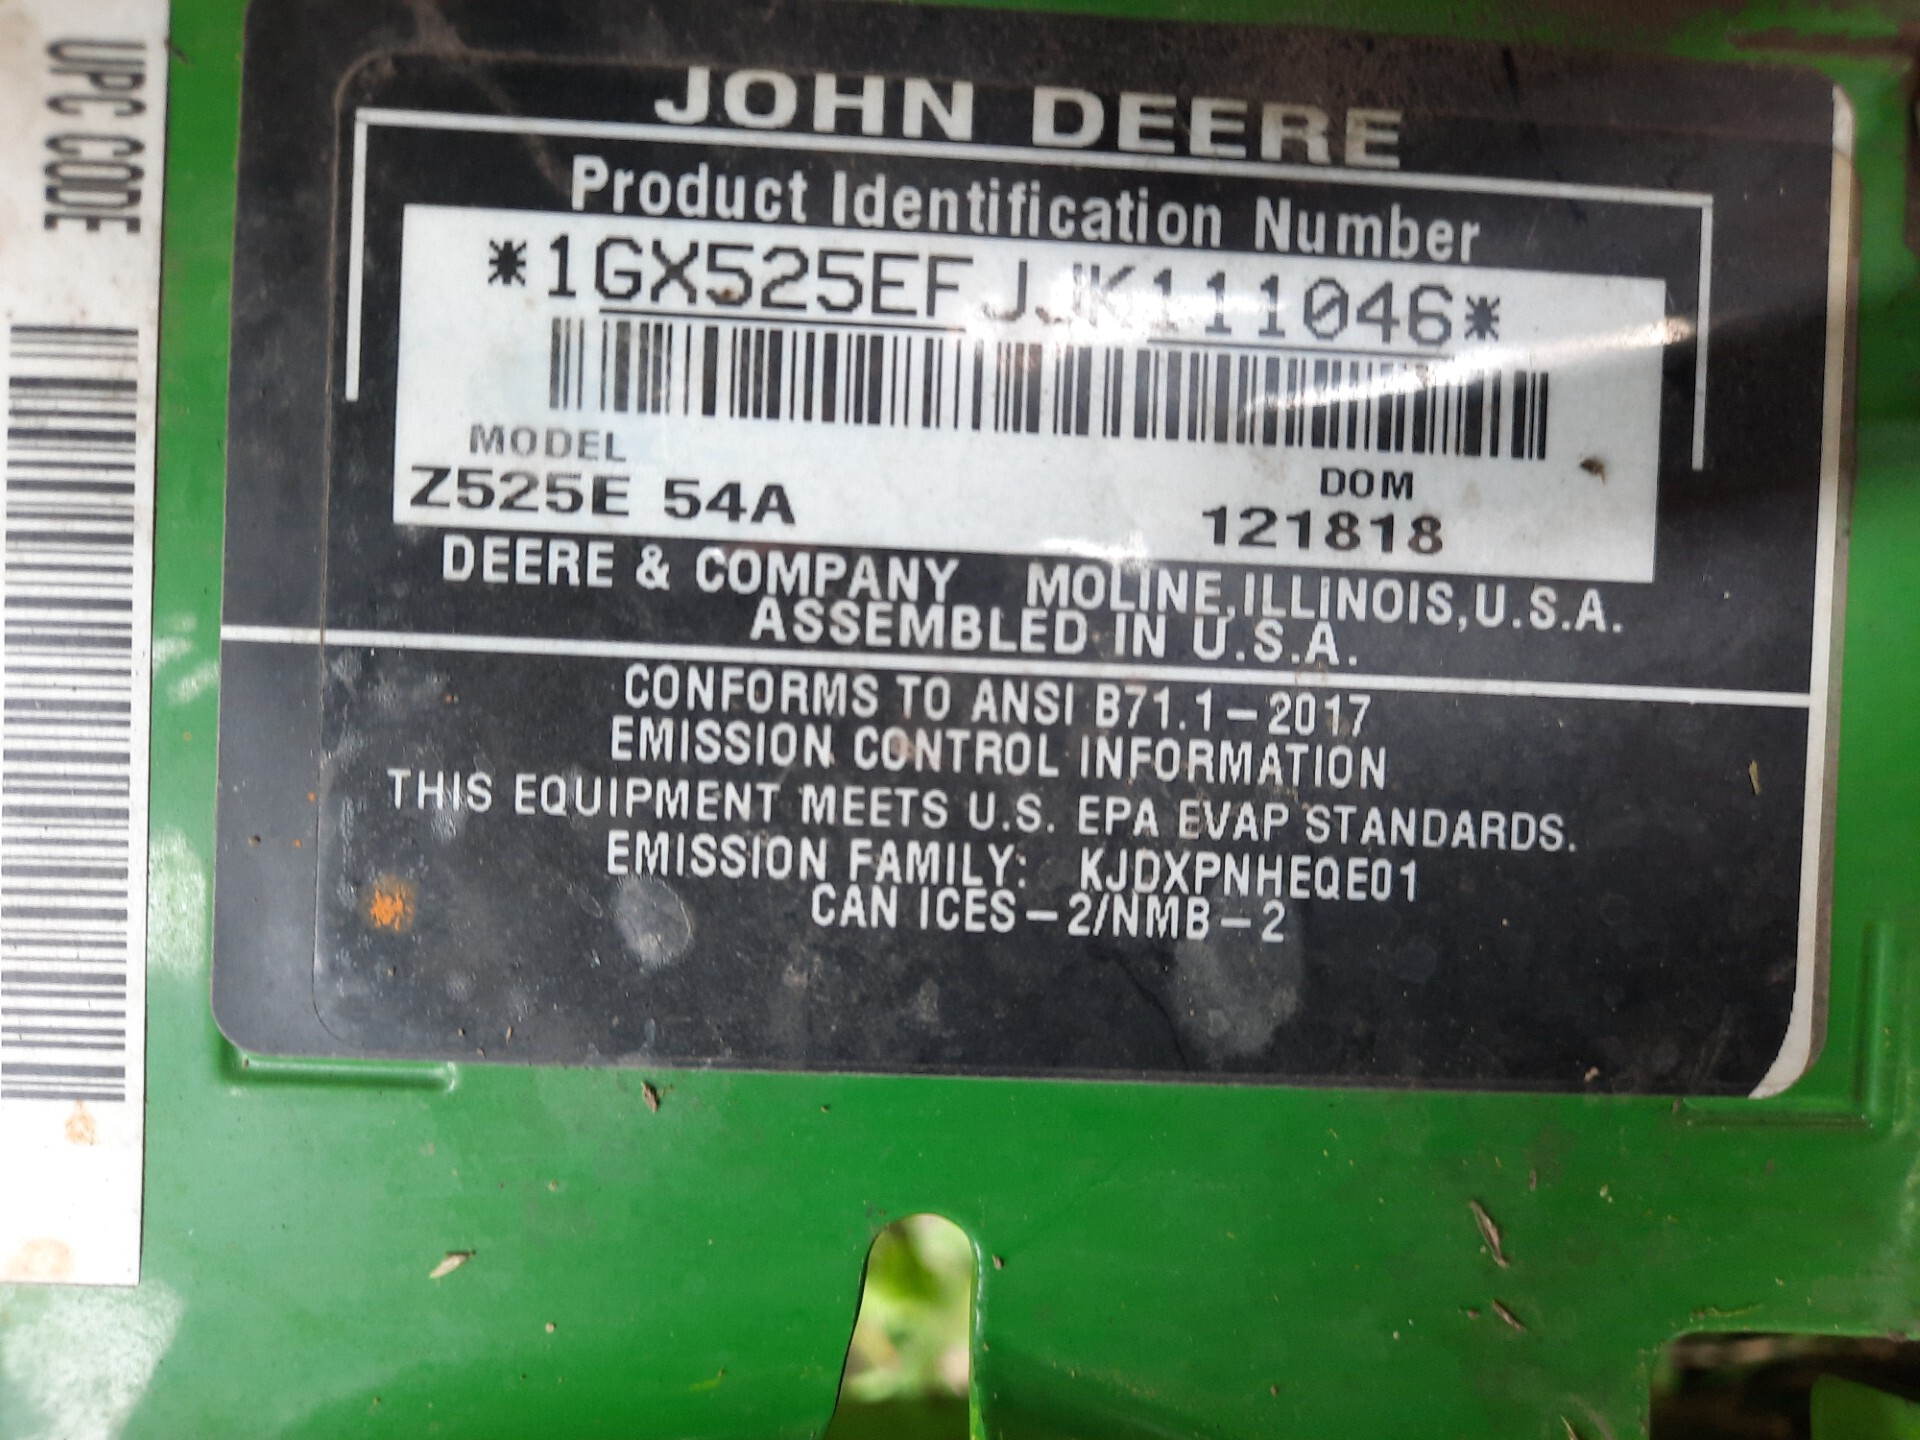 UPC CODE
JOHN DEERE
Product Identification Number
*1GX525EFJJK111046*
MODEL
Z525E 54A
DOM
121818
DEERE & COMPANY MOLINE,ILLINOIS,U.S.A.
ASSEMBLED IN U.S.A.
CONFORMS TO ANSI B71.1-2017
EMISSION CONTROL INFORMATION
THIS EQUIPMENT MEETS U.S. EPA EVAP STANDARDS.
EMISSION FAMILY: KJDXPNHEQE01
CAN ICES-2/NMB-2